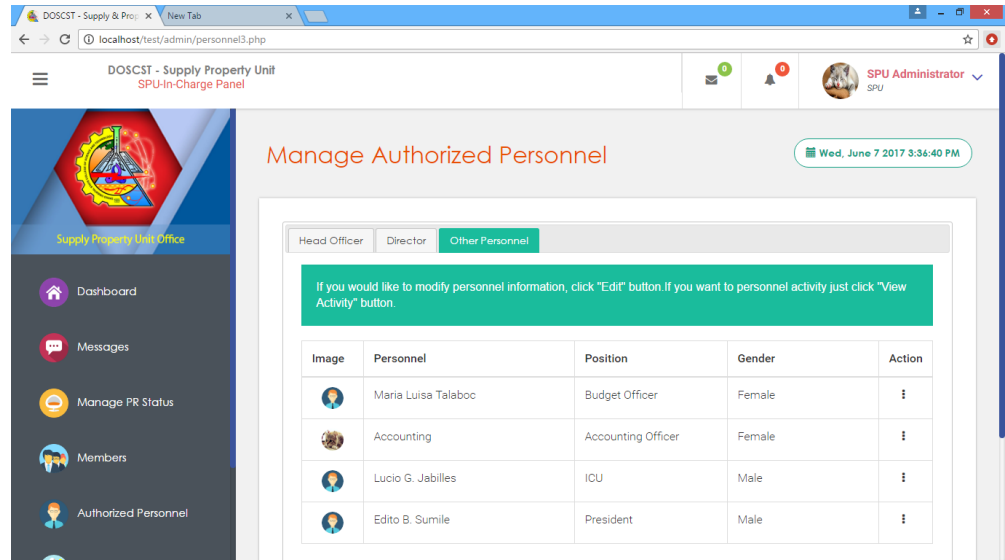 DOSCST - Supply & Prop
New Tab
localhost/test/admin/personnel3.php
DOSCST - Supply Property Unit
SPU-In-Charge Panel
0
0
SPU Administrator
SPU
Supply Property Unit Office
Manage Authorized Personnel
Wed, June 7 2017 3:36:40 PM
Dashboard
Messages
Manage PR Status
Members
Authorized Personnel
Head Officer Director Other Personnel
If you would like to modify personnel information, click "Edit" button.If you want to personnel activity just click "View
Activity" button.
Image Personnel Position Gender Action
Maria Luisa Talaboc Budget Officer Female
Accounting Accounting Officer Female
Lucio G. Jabilles ICU Male
Edito B. Sumile President Male